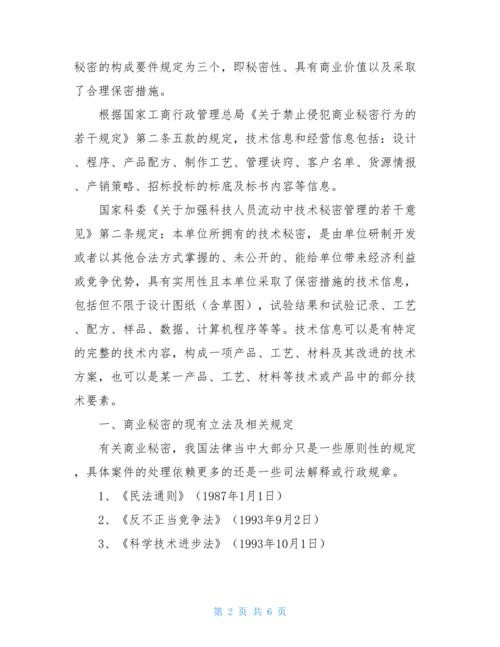 秘密的构成要件规定为三个，即秘密性、具有商业价值以及采取
了合理保密措施。
根据国家工商行政管理总局《关于禁止侵犯商业秘密行为的
若干规定》第二条五款的规定，技术信息和经营信息包括：设计
、程序、产品配方、制作工艺、管理诀窍、客户名单、货源情报
、产销策略、招标投标的标底及标书内容等信息。
国家科委《关于加强科技人员流动中技术秘密管理的若干意
见》第二条规定：本单位所拥有的技术秘密，是由单位研制开发
或者以其他合法方式掌握的、未公开的、能给单位带来经济利益
或竞争优势，具有实用性且本单位采取了保密措施的技术信息，
包括但不限于设计图纸（含草图），试验结果和试验记录、工艺
、配方、样品、数据、计算机程序等等。技术信息可以是有特定
的完整的技术内容，构成一项产品、工艺、材料及其改进的技术
方案，也可以是某一产品、工艺、材料等技术或产品中的部分技
术要素。
一、商业秘密的现有立法及相关规定
有关商业秘密，我国法律当中大部分只是一些原则性的规定
，具体案件的处理依赖更多的还是一些司法解释或行政规章。
1、《民法通则》（1987年1月1日）
2、《反不正当竞争法》（1993年9月2日）
3、《科学技术进步法》（1993年10月1日）
第 2 页 共 6 页